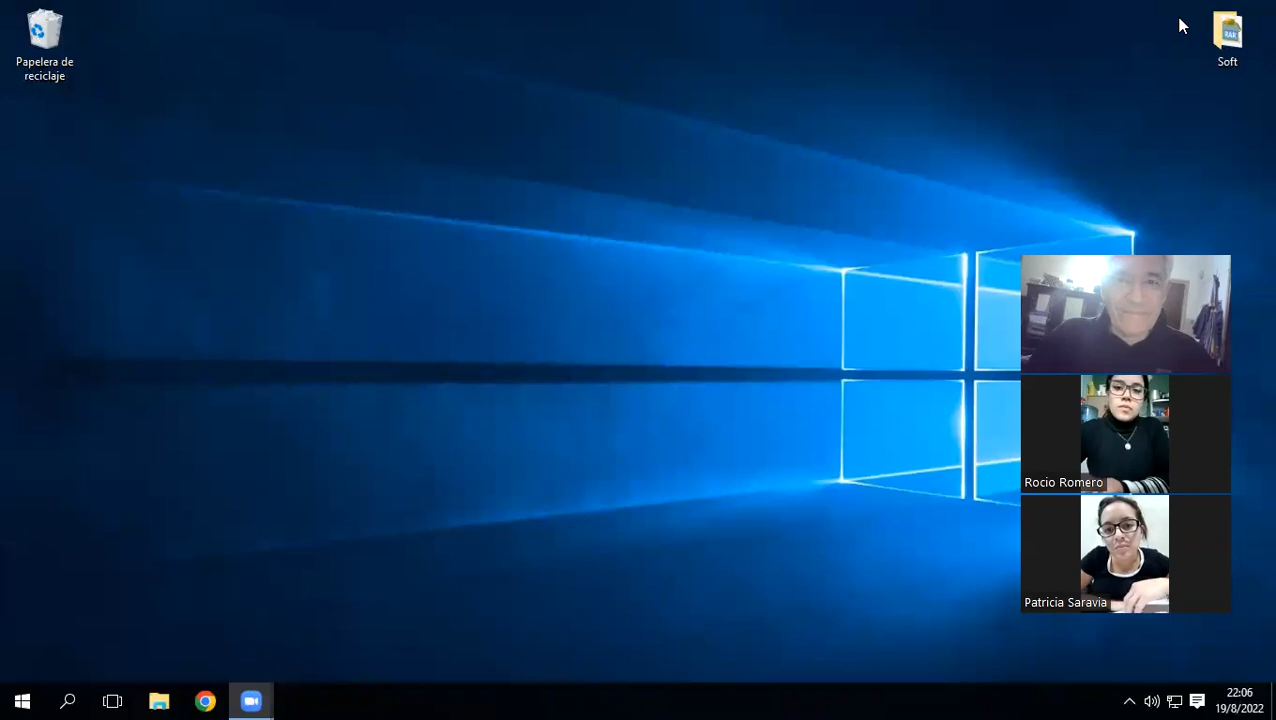 Papelera de
reciclaje
RAR
Soft
Rocio Romero
Patricia Saravia
22:06
19/8/2022